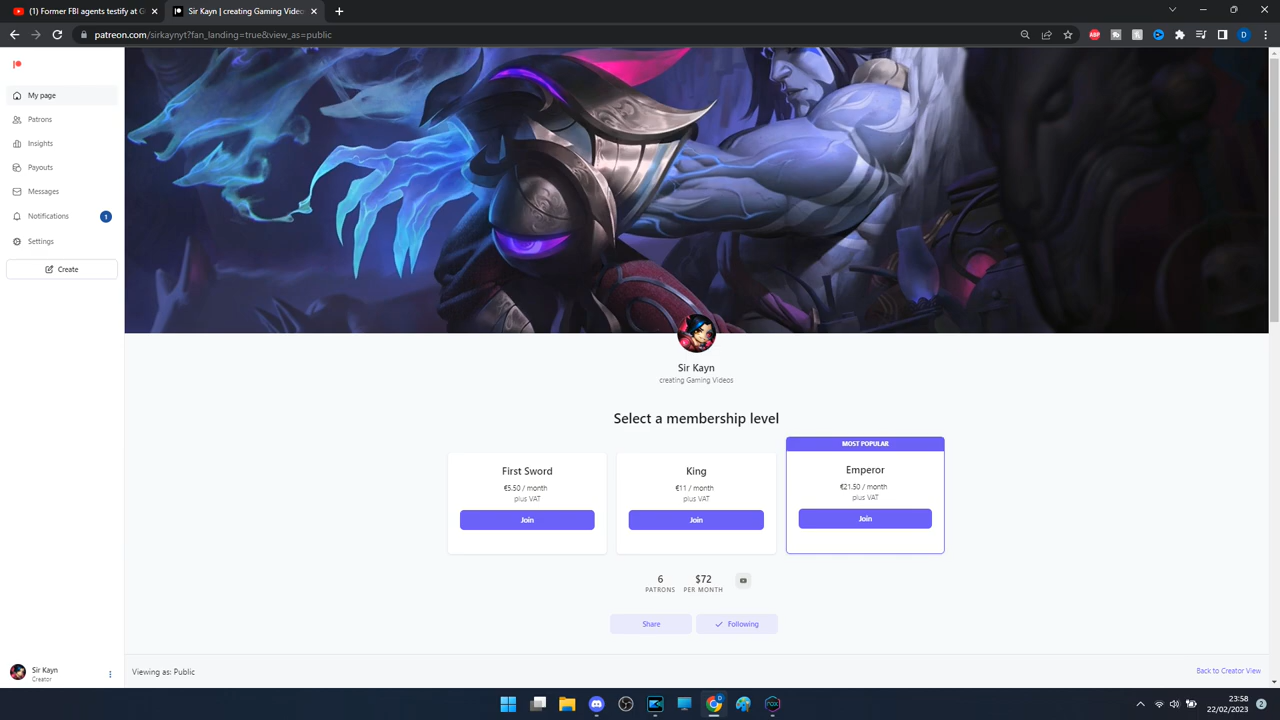 (1) Former FBI agents testify at G
Sir Kayn | creating Gaming Videos
patreon.com/sirkaynyt?fan_landing=true&view_as=public
ABP
D
My page
Patrons
Insights
Payouts
Messages
Notifications
1
Settings
Create
Sir Kayn
creating Gaming Videos
Select a membership level
MOST POPULAR
First Sword
€5.50 / month
plus VAT
Join
King
€11 / month
plus VAT
Join
Emperor
€21.50 / month
plus VAT
Join
6
PATRONS
$72
PER MONTH
Share
Following
Sir Kayn
Creator
Viewing as: Public
Back to Creator View
23:58
22/02/2023
2